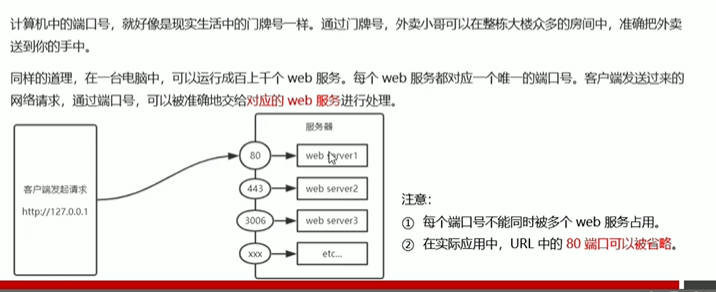 计算机中的端口号，就好像是现实生活中的门牌号一样。通过门牌号，外卖小哥可以在整栋大楼众多的房间中，准确把外卖
送到你的手中。
同样的道理，在一台电脑中，可以运行成百上千个 web 服务。每个 web 服务都对应一个唯一的端口号。客户端发送过来的
网络请求，通过端口号，可以被准确地交给对应的 web 服务进行处理。
服务器
客户端发起请求
http://127.0.0.1
80
web server1
443
web server2
3006
web server3
xxx
etc...
注意：
① 每个端口号不能同时被多个 web 服务占用。
② 在实际应用中，URL 中的 80 端口可以被省略。